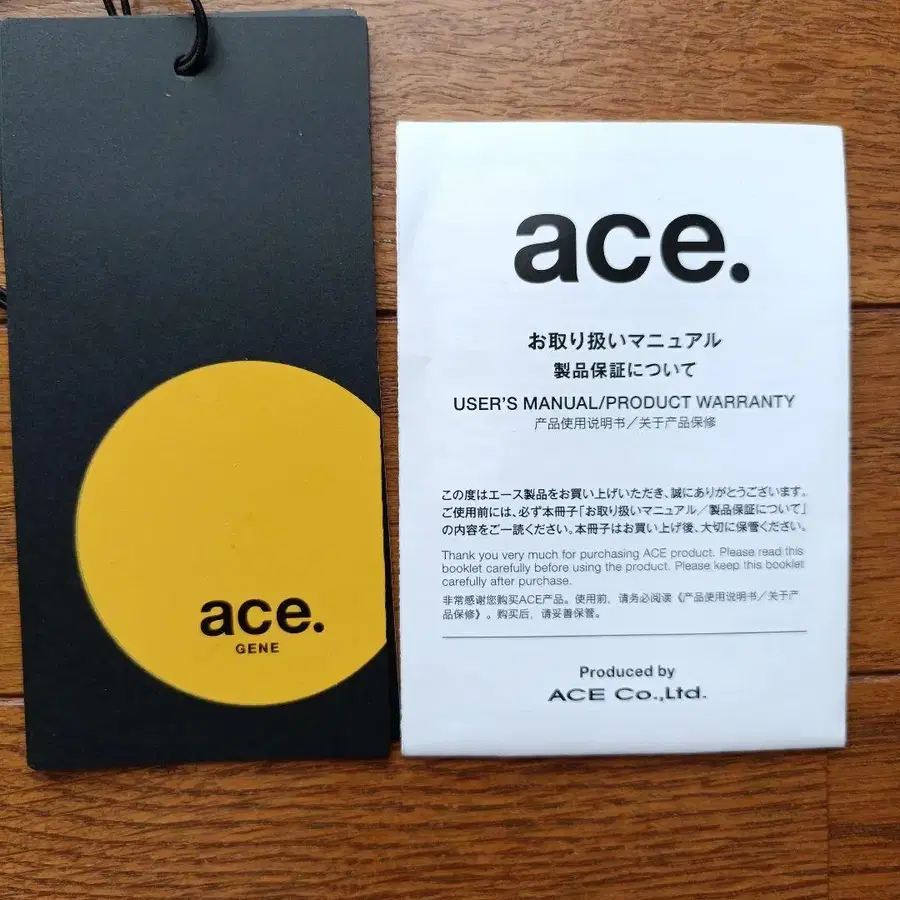 ace.
GENE
ace.
お取り扱いマニュアル
製品保証について
USER'S MANUAL/PRODUCT WARRANTY
产品使用说明书／关于产品保修
この度はエース製品をお買い上げいただき、誠にありがとうございます。
ご使用前には、必ず本冊子「お取り扱いマニュアル／製品保証について」
の内容をご一読ください。本冊子はお買い上げ後、大切に保管ください。
Thank you very much for purchasing ACE product. Please read this
booklet carefully before using the product. Please keep this booklet
carefully after purchase.
非常感谢您购买ACE产品。使用前，请务必阅读《产品使用说明书／关于产
品保修》。购买后，请妥善保管。
Produced by
ACE Co.,Ltd.